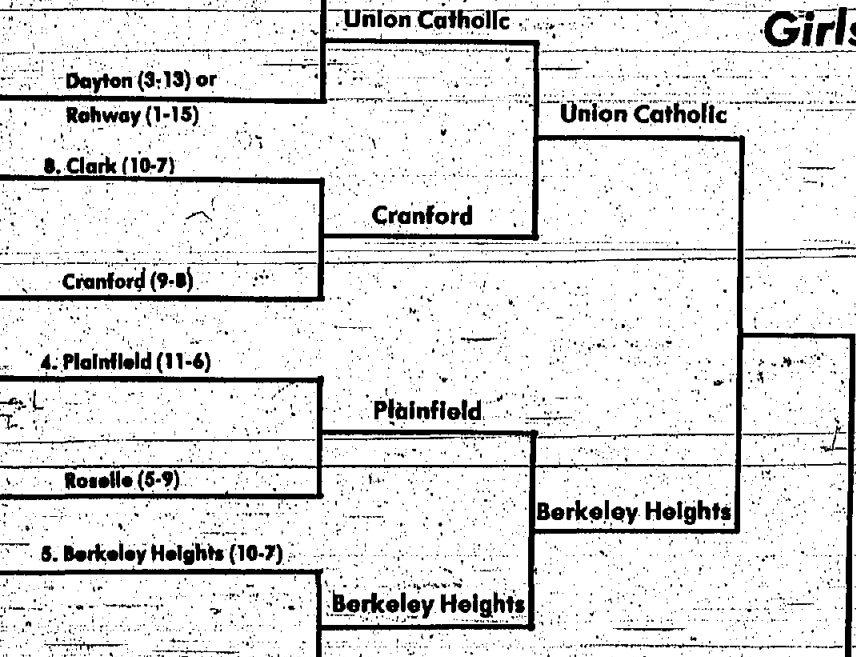 Union Catholic
Girls
Dayton (3-13) or
Rahway (1-15)
Union Catholic
8. Clark (10-7)
Cranford
Cranford (9-8)
4. Plainfield (11-6)
Plainfield
Roselle (5-9)
Berkeley Heights
5. Berkeley Heights (10-7)
Berkeley Heights